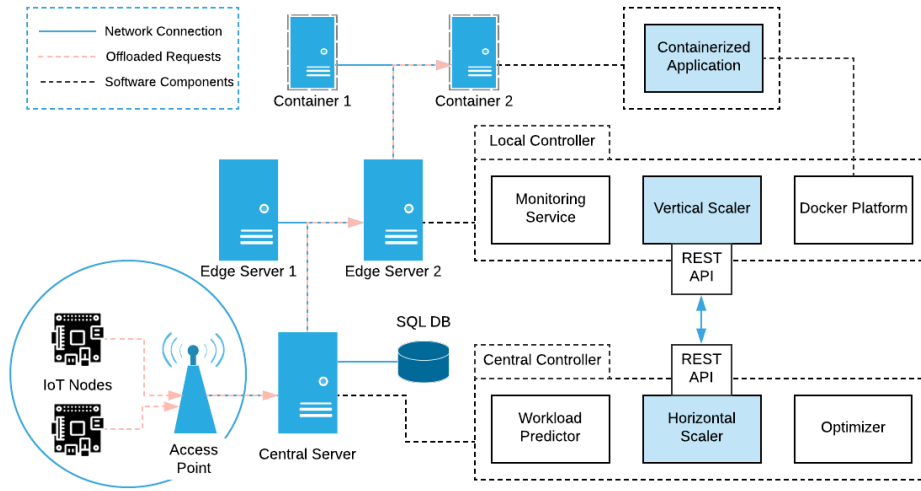 Network Connection
Offloaded Requests
Software Components
Container 1
Container 2
Containerized
Application
Local Controller
Monitoring
Service
Vertical Scaler
Docker Platform
REST
API
Edge Server 1
Edge Server 2
SQL DB
IoT Nodes
Access
Point
Central Server
Central Controller
REST
API
Workload
Predictor
Horizontal
Scaler
Optimizer